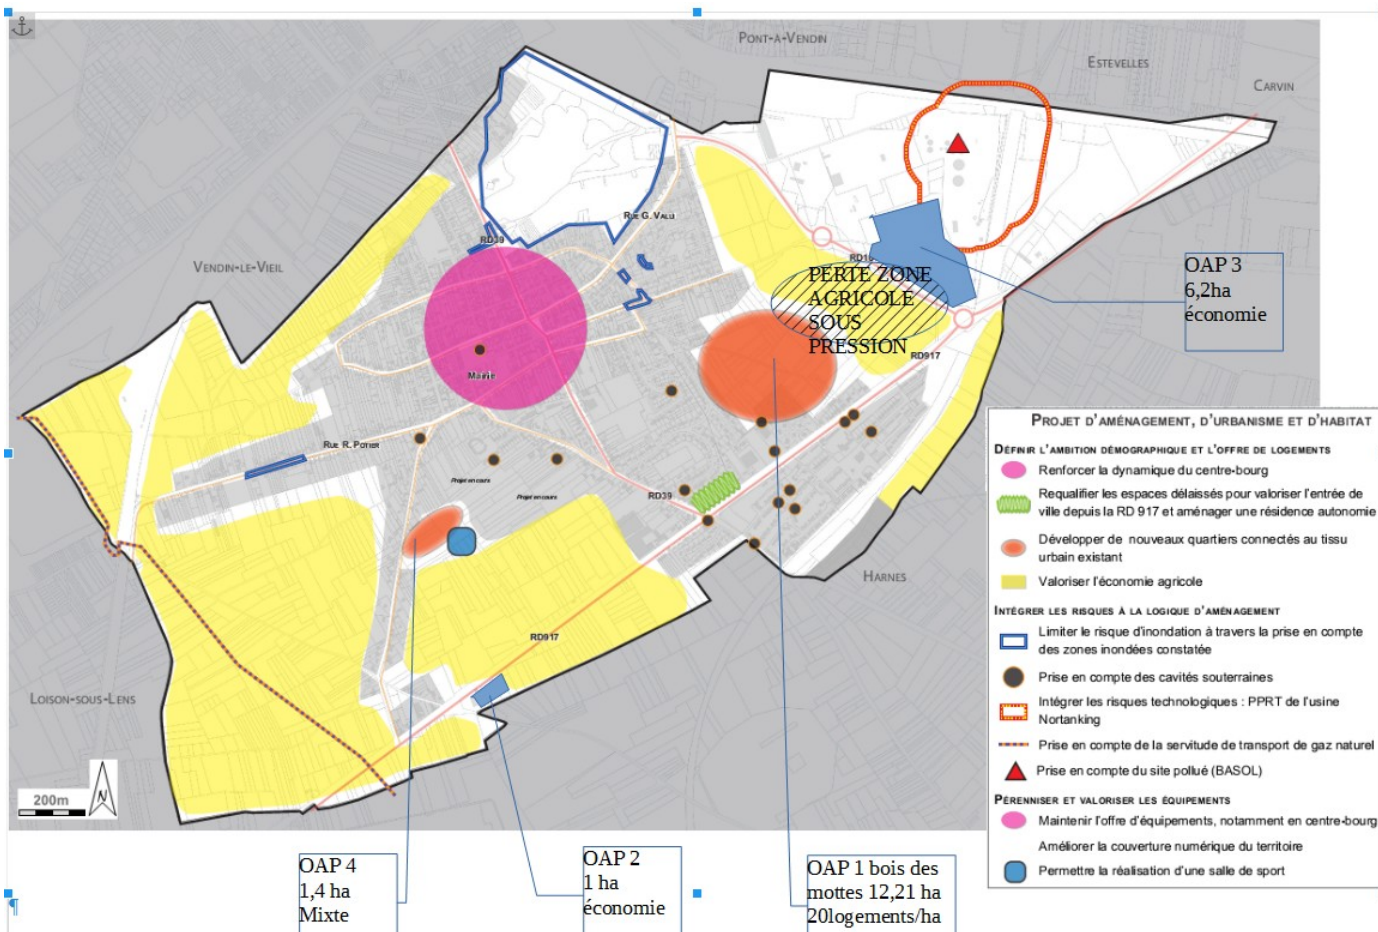 PONT-À-VENDIN
ESTEVELLES
CARVIN
RUE G. VALLI
VENDIN-LE-VIEIL
RD39
RD16
PERTE ZONE
AGRICOLE
SOUS
PRESSION
OAP 3
6,2ha
économie
RD917
Mairie
RUE R. POTIER
Projet en cours
Projet en cours
RD39
HARNES
RD917
LOISON-SOUS-LENS
200m
N
PROJET D'AMÉNAGEMENT, D'URBANISME ET D'HABITAT
DÉFINIR L'AMBITION DÉMOGRAPHIQUE ET L'OFFRE DE LOGEMENTS
Renforcer la dynamique du centre-bourg
Requalifier les espaces délaissés pour valoriser l'entrée de
ville depuis la RD 917 et aménager une résidence autonomie
Développer de nouveaux quartiers connectés au tissu
urbain existant
Valoriser l'économie agricole
INTÉGRER LES RISQUES À LA LOGIQUE D'AMÉNAGEMENT
Limiter le risque d'inondation à travers la prise en compte
des zones inondées constatée
Prise en compte des cavités souterraines
Intégrer les risques technologiques : PPRT de l'usine
Nortanking
Prise en compte de la servitude de transport de gaz naturel
Prise en compte du site pollué (BASOL)
PÉRENNISER ET VALORISER LES ÉQUIPEMENTS
Maintenir l'offre d'équipements, notamment en centre-bourg
Améliorer la couverture numérique du territoire
Permettre la réalisation d'une salle de sport
OAP 4
1,4 ha
Mixte
OAP 2
1 ha
économie
OAP 1 bois des
mottes 12,21 ha
20logements/ha
¶